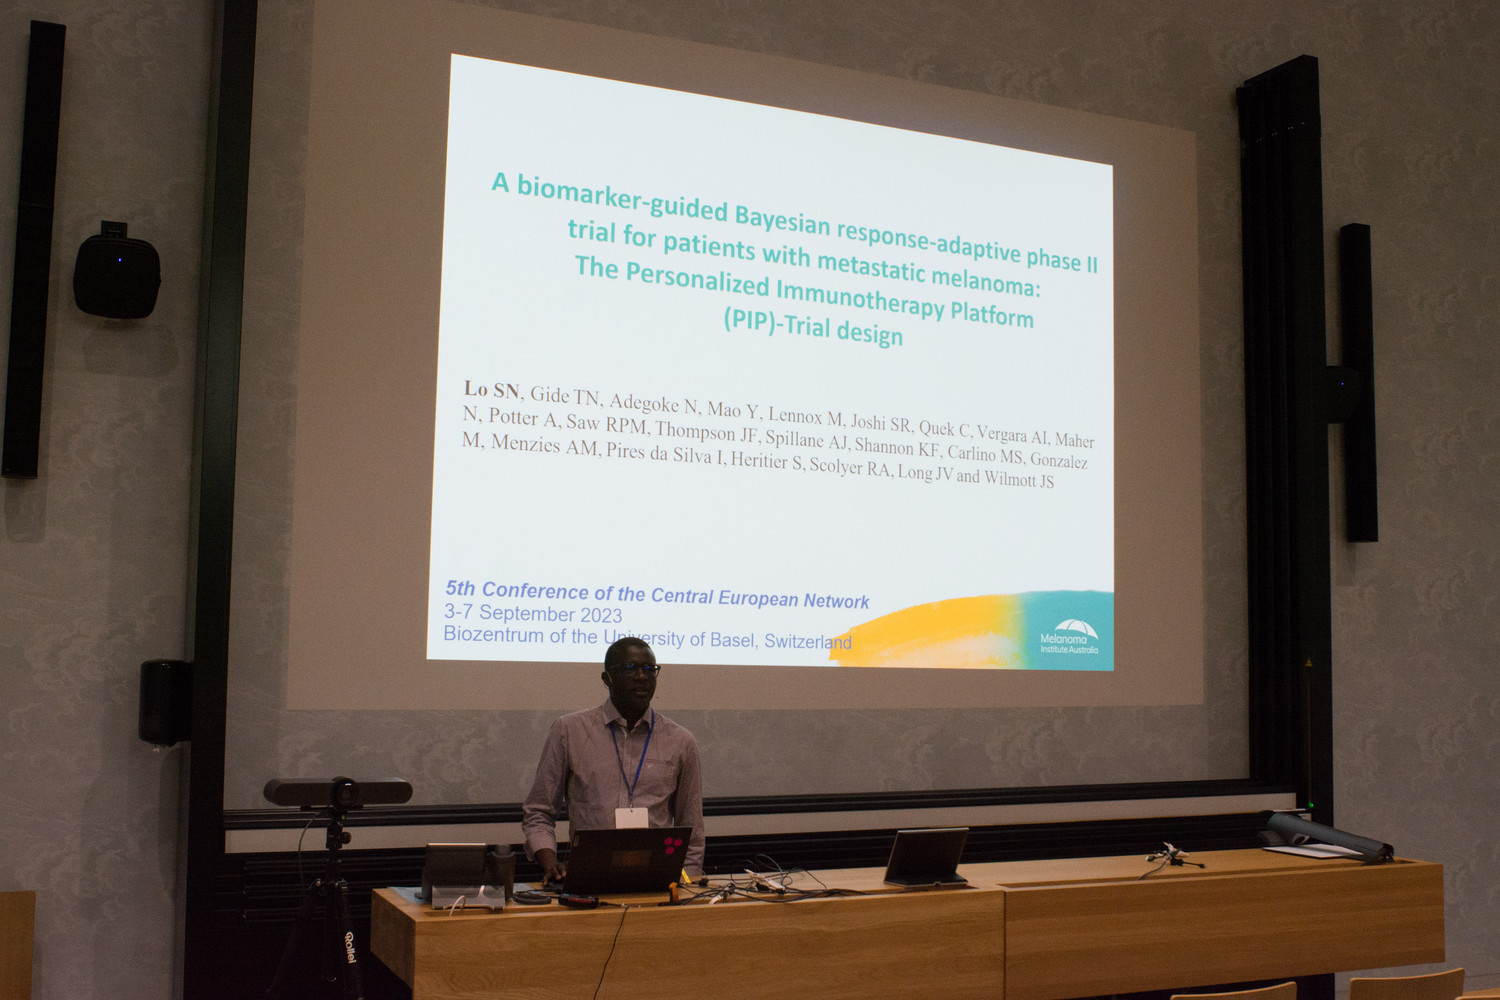 A biomarker-guided Bayesian response-adaptive phase II
trial for patients with metastatic melanoma:
The Personalized Immunotherapy Platform
(PIP)-Trial design
Lo SN, Gide TN, Adegoke N, Mao Y, Lennox M, Joshi SR, Quek C, Vergara AI, Maher
N, Potter A, Saw RPM, Thompson JF, Spillane AJ, Shannon KF, Carlino MS, Gonzalez
M, Menzies AM, Pires da Silva I, Heritier S, Scolyer RA, Long JV and Wilmott JS
5th Conference of the Central European Network
3-7 September 2023
Biozentrum of the University of Basel, Switzerland
Melanoma
Institute Australia
Rollei